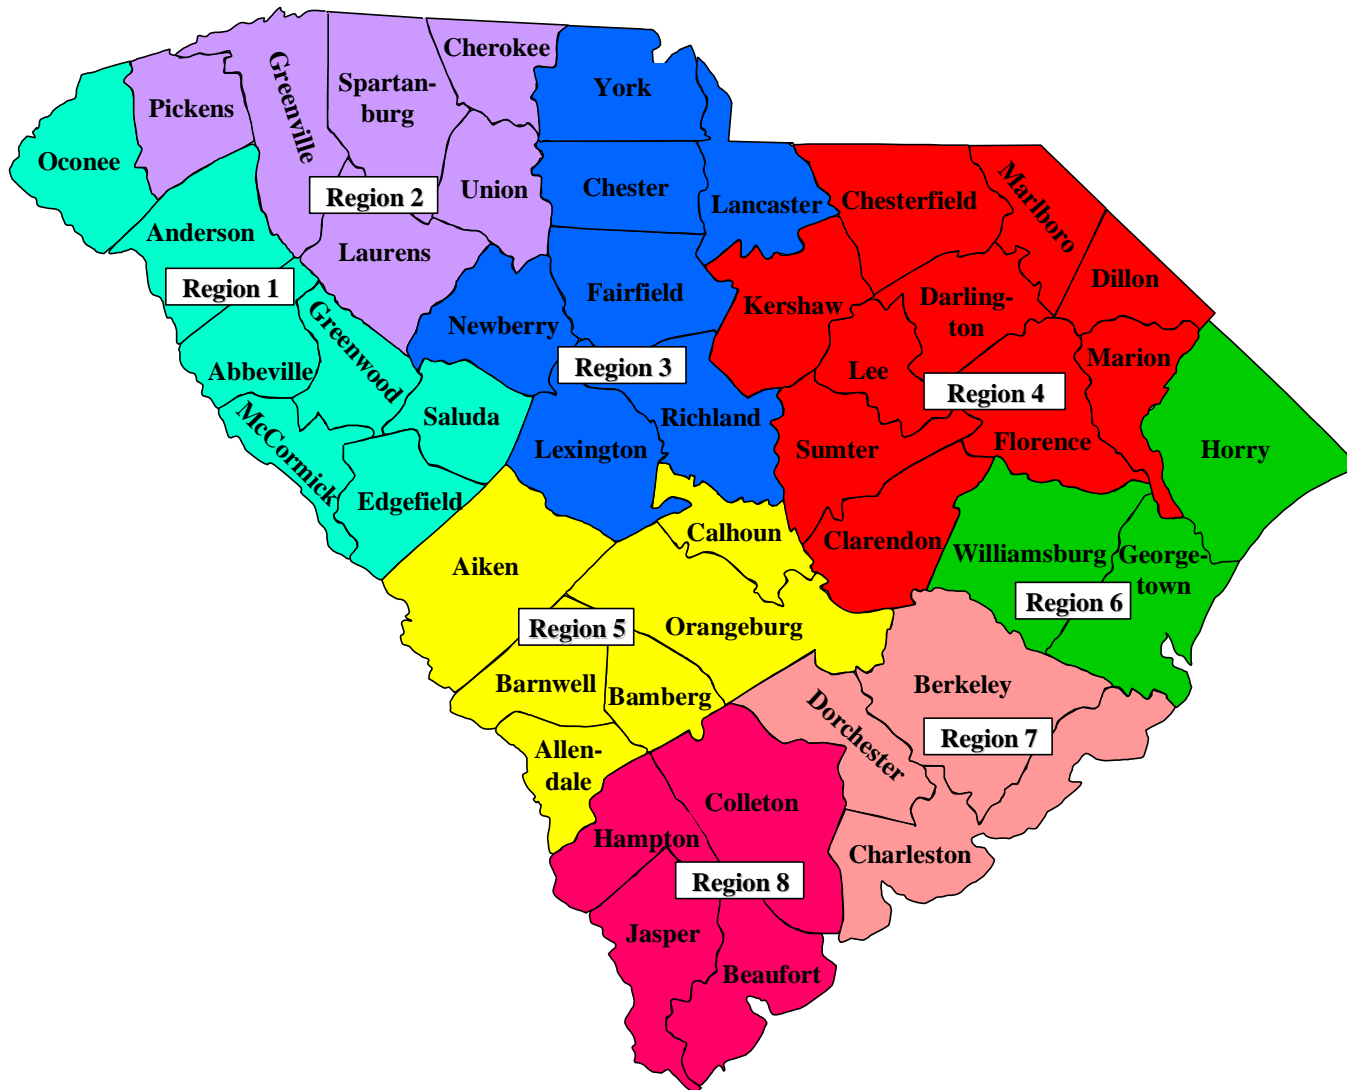 Cherokee
York
Spartan-
burg
Greenville
Pickens
Oconee
Union
Chester
Region 2
Lancaster
Chesterfield
Marlboro
Anderson
Laurens
Region 1
Fairfield
Kershaw
Darling-
ton
Dillon
Newberry
Greenwood
Abbeville
Region 3
Lee
Region 4
Marion
McCormick
Saluda
Richland
Lexington
Sumter
Florence
Horry
Edgefield
Calhoun
Clarendon
Williamsburg
George-
town
Aiken
Region 6
Region 5
Orangeburg
Barnwell
Bamberg
Berkeley
Dorchester
Region 7
Allen-
dale
Colleton
Hampton
Charleston
Region 8
Jasper
Beaufort